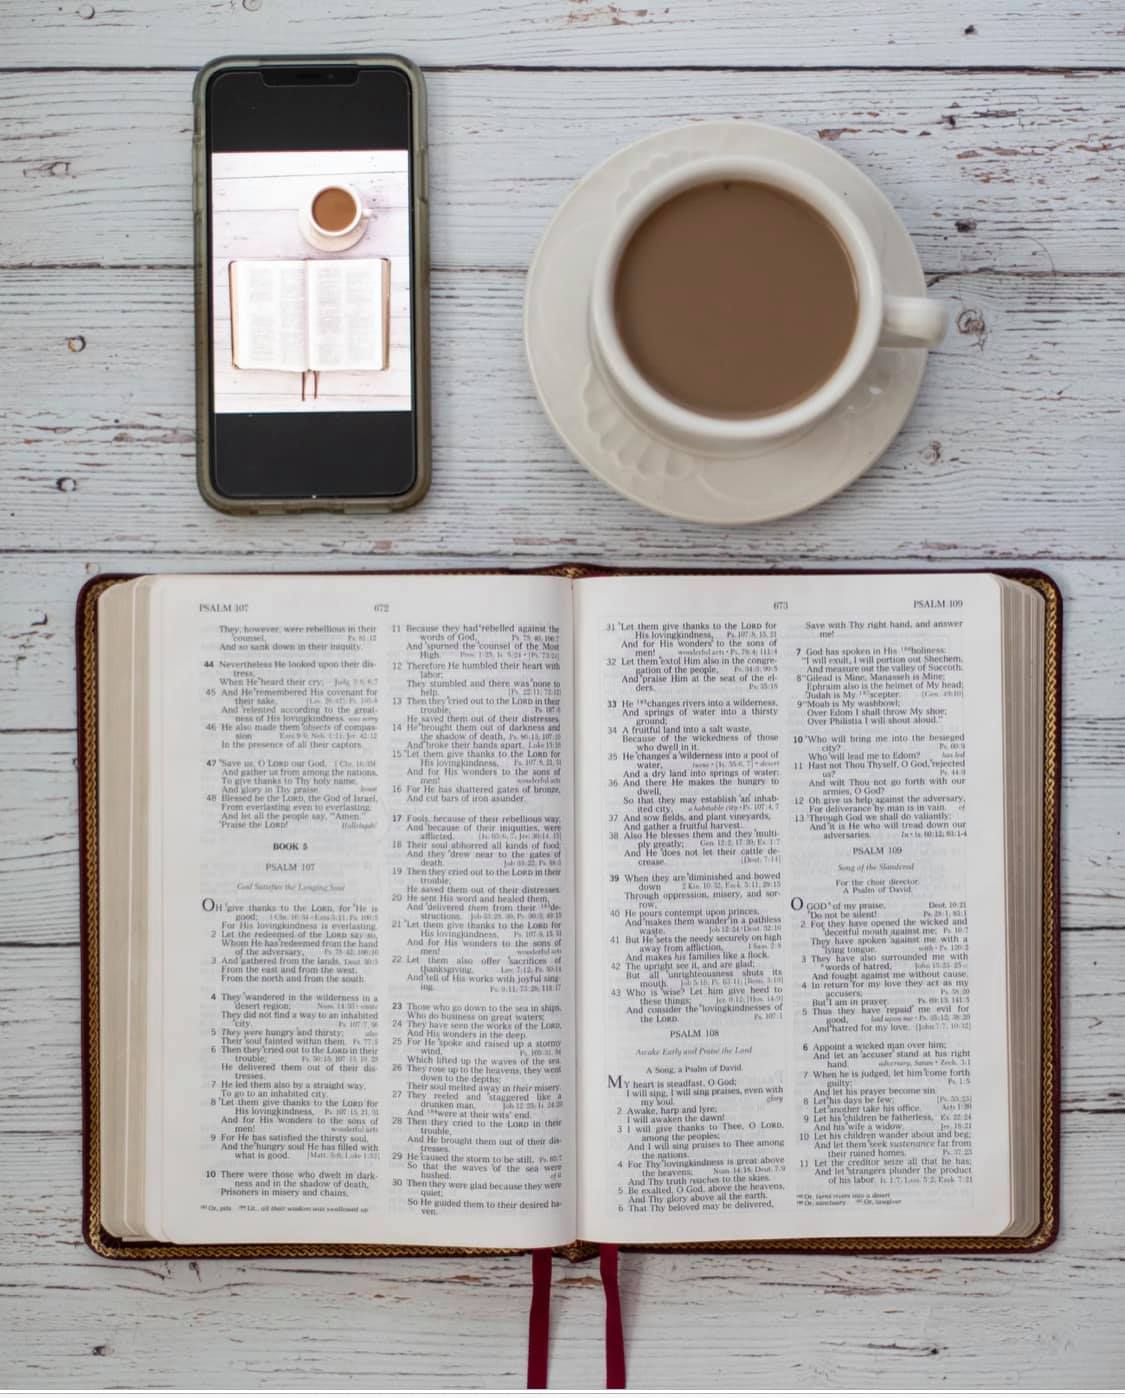 PSALM 107
672
They, however, were rebellious in their
counsel,
And so sank down in their iniquity.
44 Nevertheless He looked upon their dis-
tress,
When He heard their cry;
45 And He remembered His covenant for
their sake,
And relented according to the great-
ness of His lovingkindness.
46 He also made them objects of compas-
sion
In the presence of all their captors.
47 Save us, O LORD our God,
And gather us from among the nations,
To give thanks to Thy holy name,
And glory in Thy praise.
48 Blessed be the LORD, the God of Israel,
From everlasting even to everlasting.
And let all the people say, "Amen."
Praise the LORD! Hallelujah!
BOOK 5
PSALM 107
God Satisfies the Longing Soul
OH give thanks to the LORD, for He is
good;
For His lovingkindness is everlasting.
2 Let the redeemed of the LORD say so,
Whom He has redeemed from the hand
of the adversary,
3 And gathered from the lands,
From the east and from the west,
From the north and from the south.
4 They wandered in the wilderness in a
desert region;
They did not find a way to an inhabited
city.
5 They were hungry and thirsty;
Their soul fainted within them.
6 Then they cried out to the LORD in their
trouble;
He delivered them out of their dis-
tresses.
7 He led them also by a straight way,
To go to an inhabited city.
8 Let them give thanks to the LORD for
His lovingkindness,
And for His wonders to the sons of
men!
9 For He has satisfied the thirsty soul,
And the hungry soul He has filled with
what is good.
10 There were those who dwelt in dark-
ness and in the shadow of death,
Prisoners in misery and chains,
11 Because they had rebelled against the
words of God,
And spurned the counsel of the Most
High.
12 Therefore He humbled their heart with
labor;
They stumbled and there was none to
help.
13 Then they cried out to the LORD in their
trouble;
He saved them out of their distresses.
14 He brought them out of darkness and
the shadow of death,
And broke their bands apart.
15 Let them give thanks to the LORD for
His lovingkindness,
And for His wonders to the sons of
men!
16 For He has shattered gates of bronze,
And cut bars of iron asunder.
17 Fools, because of their rebellious way,
And because of their iniquities, were
afflicted.
18 Their soul abhorred all kinds of food;
And they drew near to the gates of
death.
19 Then they cried out to the LORD in their
trouble;
He saved them out of their distresses.
20 He sent His word and healed them,
And delivered them from their de-
structions.
21 Let them give thanks to the LORD for
His lovingkindness,
And for His wonders to the sons of
men!
22 Let them also offer sacrifices of
thanksgiving,
And tell of His works with joyful sing-
ing.
23 Those who go down to the sea in ships,
Who do business on great waters;
24 They have seen the works of the LORD,
And His wonders in the deep.
25 For He spoke and raised up a stormy
wind,
Which lifted up the waves of the sea.
26 They rose up to the heavens, they went
down to the depths;
Their soul melted away in their misery.
27 They reeled and staggered like a
drunken man,
And were at their wits' end.
28 Then they cried to the LORD in their
trouble,
And He brought them out of their dis-
tresses.
29 He caused the storm to be still,
So that the waves of the sea were
hushed.
30 Then they were glad because they were
quiet;
So He guided them to their desired ha-
ven.
673
PSALM 109
31 Let them give thanks to the LORD for
His lovingkindness,
And for His wonders to the sons of
men!
32 Let them extol Him also in the congre-
gation of the people,
And praise Him at the seat of the el-
ders.
33 He changes rivers into a wilderness,
And springs of water into a thirsty
ground;
34 A fruitful land into a salt waste,
Because of the wickedness of those
who dwell in it.
35 He changes a wilderness into a pool of
water,
And a dry land into springs of water;
36 And there He makes the hungry to
dwell,
So that they may establish an inhab-
ited city,
37 And sow fields, and plant vineyards,
And gather a fruitful harvest.
38 Also He blesses them and they multi-
ply greatly;
And He does not let their cattle de-
crease.
39 When they are diminished and bowed
down
Through oppression, misery, and sor-
row,
40 He pours contempt upon princes,
And makes them wander in a pathless
waste.
41 But He sets the needy securely on high
away from affliction,
And makes his families like a flock.
42 The upright see it, and are glad;
But all unrighteousness shuts its
mouth.
43 Who is wise? Let him give heed to
these things;
And consider the lovingkindnesses of
the LORD.
PSALM 108
Awake Early and Praise the Lord
A Song, a Psalm of David.
MY heart is steadfast, O God;
I will sing, I will sing praises, even with
my soul.
2 Awake, harp and lyre;
I will awaken the dawn!
3 I will give thanks to Thee, O LORD,
among the peoples;
And I will sing praises to Thee among
the nations.
4 For Thy lovingkindness is great above
the heavens;
And Thy truth reaches to the skies.
5 Be exalted, O God, above the heavens,
And Thy glory above all the earth.
6 That Thy beloved may be delivered,
Save with Thy right hand, and answer
me!
7 God has spoken in His holiness:
"I will exult, I will portion out Shechem,
And measure out the valley of Succoth.
8 "Gilead is Mine, Manasseh is Mine;
Ephraim also is the helmet of My head;
Judah is My scepter.
9 "Moab is My washbowl;
Over Edom I shall throw My shoe;
Over Philistia I will shout aloud."
10 Who will bring me into the besieged
city?
Who will lead me to Edom?
11 Hast not Thou Thyself, O God, rejected
us?
And wilt Thou not go forth with our
armies, O God?
12 Oh give us help against the adversary,
For deliverance by man is in vain.
13 Through God we shall do valiantly;
And it is He who will tread down our
adversaries.
PSALM 109
Song of the Slandered
For the choir director.
A Psalm of David.
O GOD of my praise,
Do not be silent!
2 For they have opened the wicked and
deceitful mouth against me;
They have spoken against me with a
lying tongue.
3 They have also surrounded me with
words of hatred,
And fought against me without cause.
4 In return for my love they act as my
accusers;
But I am in prayer.
5 Thus they have repaid me evil for
good,
And hatred for my love.
6 Appoint a wicked man over him;
And let an accuser stand at his right
hand.
7 When he is judged, let him come forth
guilty;
And let his prayer become sin.
8 Let his days be few;
Let another take his office.
9 Let his children be fatherless,
And his wife a widow.
10 Let his children wander about and beg;
And let them seek sustenance far from
their ruined homes.
11 Let the creditor seize all that he has;
And let strangers plunder the product
of his labor.